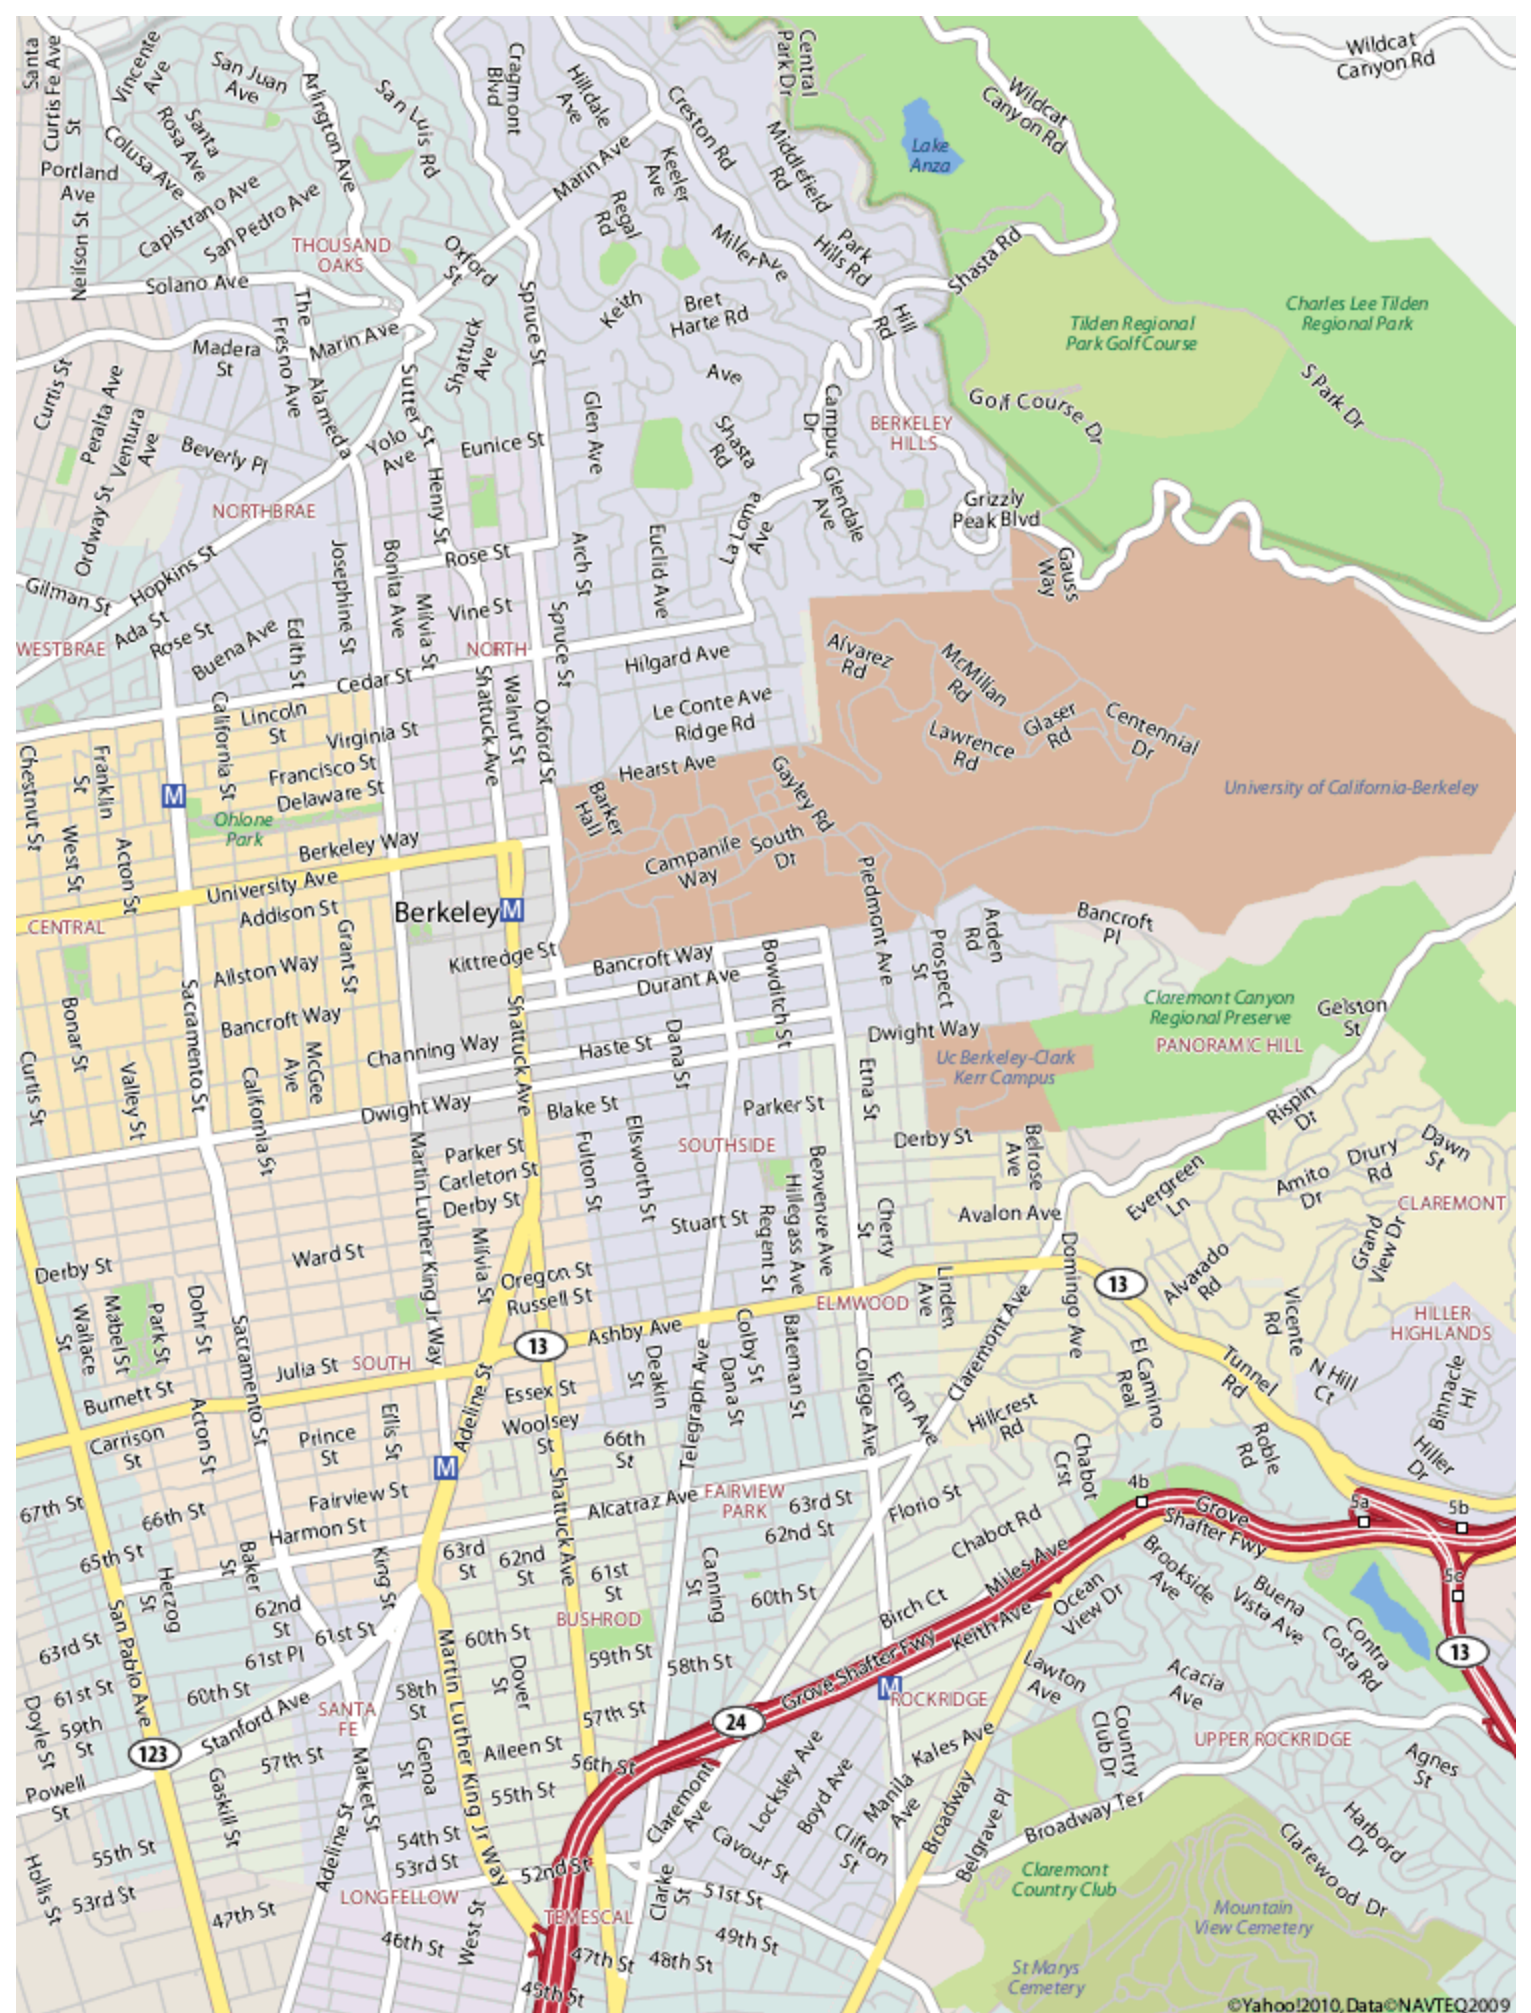 Santa
Curtis Fe Ave
St
Vincente
Ave
San Juan
Ave
Arlington Ave
San Luis Rd
Cragmont
Blvd
Hilldale
Ave
Creston Rd
Central
Park Dr
Wildcat
Canyon Rd
Wildcat
Canyon Rd
Lake
Anza
Santa
Rosa Ave
Colusa Ave
Portland
Ave
Capistrano Ave
San Pedro Ave
Neilson St
Marin Ave
Keeler
Ave
Middlefield
Rd
Regal
Rd
Park
Hills Rd
Miller Ave
THOUSAND
OAKS
Oxford
St
Shasta Rd
Solano Ave
The
Alameda
Fresno Ave
Marin Ave
Madera
St
Shattuck
Ave
Spruce St
Keith
Ave
Bret
Harte Rd
Hill
Rd
Tilden Regional
Park Golf Course
Charles Lee Tilden
Regional Park
S Park Dr
Golf Course Dr
BERKELEY
HILLS
Campus
Dr
Curtis St
Peralta Ave
Ventura
Ave
Beverly Pl
Sutter St
Yolo
Ave
Eunice St
Glen Ave
Shasta
Rd
Glendale
Ave
Grizzly
Peak Blvd
NORTHBRAE
Ordway St
Henry St
Rose St
La Loma
Ave
Euclid Ave
Arch St
Gauss
Way
Hopkins St
Gilman St
Josephine St
Bonita Ave
Milvia St
Vine St
WESTBRAE
Ada St
Rose St
Buena Ave
Edith St
NORTH
Spruce St
Hilgard Ave
Alvarez
Rd
McMillan
Rd
Cedar St
Lincoln
St
California St
Virginia St
Shattuck Ave
Walnut St
Oxford St
Le Conte Ave
Ridge Rd
Lawrence
Rd
Glaser
Rd
Centennial
Dr
Chestnut St
Franklin
St
Francisco St
Delaware St
Hearst Ave
Gayley Rd
University of California-Berkeley
M
Ohlone
Park
Barker
Hall
West St
Acton St
Berkeley Way
University Ave
Campanile
Way
South
Dr
Piedmont Ave
CENTRAL
Addison St
Berkeley
M
Grant St
Kittredge St
Bancroft Way
Bowditch St
Prospect
St
Arden
Rd
Bancroft
Pl
Allston Way
Durant Ave
Bonar St
Sacramento St
Bancroft Way
Shattuck Ave
Claremont Canyon
Regional Preserve
PANORAMIC HILL
Gelston
St
Channing Way
Haste St
Dana St
Dwight Way
Uc Berkeley-Clark
Kerr Campus
Curtis St
Valley St
California St
McGee
Ave
Dwight Way
Blake St
Parker St
Etna St
Rispin
Dr
Parker St
Carleton St
Derby St
Fulton St
Ellsworth St
SOUTHSIDE
Derby St
Belrose
Ave
Drury
Rd
Dawn
St
Amito
Dr
Evergreen
Ln
CLAREMONT
Martin Luther King Jr Way
Stuart St
Regent St
Hillegass Ave
Benvenue Ave
Cherry
St
Avalon Ave
Grand
View Dr
Ward St
Milvia St
Derby St
Oregon St
Russell St
ELMWOOD
Linden
Ave
Domingo Ave
13
Alvarado
Rd
Vicente
Rd
HILLER
HIGHLANDS
Wallace
St
Mabel St
Park St
Dohr St
Sacramento St
Julia St
SOUTH
13
Ashby Ave
Deakin
St
Colby St
Dana St
Bateman St
Claremont Ave
El Camino
Real
Tunnel
Rd
N Hill
Ct
Binnacle
Hl
Burnett St
Carrison
St
Acton St
Essex St
Woolsey
St
Telegraph Ave
College Ave
Eton Ave
Hillcrest
Rd
Roble
Rd
Hiller
Dr
Prince
St
Ellis St
Adeline St
M
66th
St
Chabot
Crst
67th St
66th St
Fairview St
Harmon St
Shattuck Ave
Alcatraz Ave
FAIRVIEW
PARK
63rd St
62nd St
Florio St
Chabot Rd
4b
Grove
Shafter Fwy
5a
5b
5c
65th St
Herzog
St
Baker
St
King St
63rd
St
62nd
St
61st
St
Canning
St
60th St
Miles Ave
Birch Ct
Keith Ave
Ocean
View Dr
Brookside
Ave
Buena
Vista Ave
Contra
Costa Rd
13
San Pablo Ave
62nd
St
61st St
61st Pl
63rd St
BUSHROD
60th St
59th St
58th St
Dover
St
Grove Shafter Fwy
M
ROCKRIDGE
Lawton
Ave
Acacia
Ave
61st St
60th St
Stanford Ave
SANTA
FE
58th
St
Martin Luther King Jr Way
57th St
24
Country
Club Dr
UPPER ROCKRIDGE
Doyle St
59th
St
123
57th St
Genoa
St
Aileen St
56th St
Locksley Ave
Boyd Ave
Kales Ave
Manila
Ave
Agnes
St
Powell
St
Gaskill St
Market St
55th St
Claremont
Ave
Broadway
Belgrave Pl
Broadway Ter
Harbord
Dr
55th St
Adeline St
54th St
53rd St
52nd St
Cavour St
Clifton
St
Clarewood Dr
Hollis St
53rd St
47th St
LONGFELLOW
West St
TEMESCAL
Clarke
St
51st St
Claremont
Country Club
Mountain
View Cemetery
46th St
47th St
48th St
49th St
45th St
St Marys
Cemetery
©Yahoo!2010,Data©NAVTEQ2009